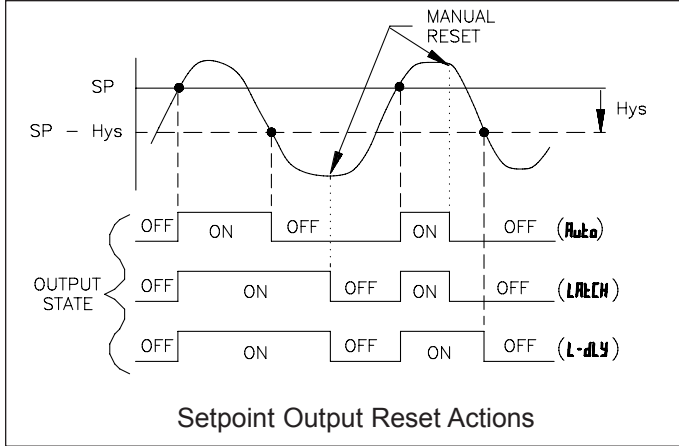 MANUAL
RESET
SP
Hys
SP - Hys
OFF ON OFF ON OFF (Auto)
OUTPUT
STATE
OFF ON OFF ON OFF (LAtCH)
OFF ON OFF ON OFF (L-dLY)
Setpoint Output Reset Actions